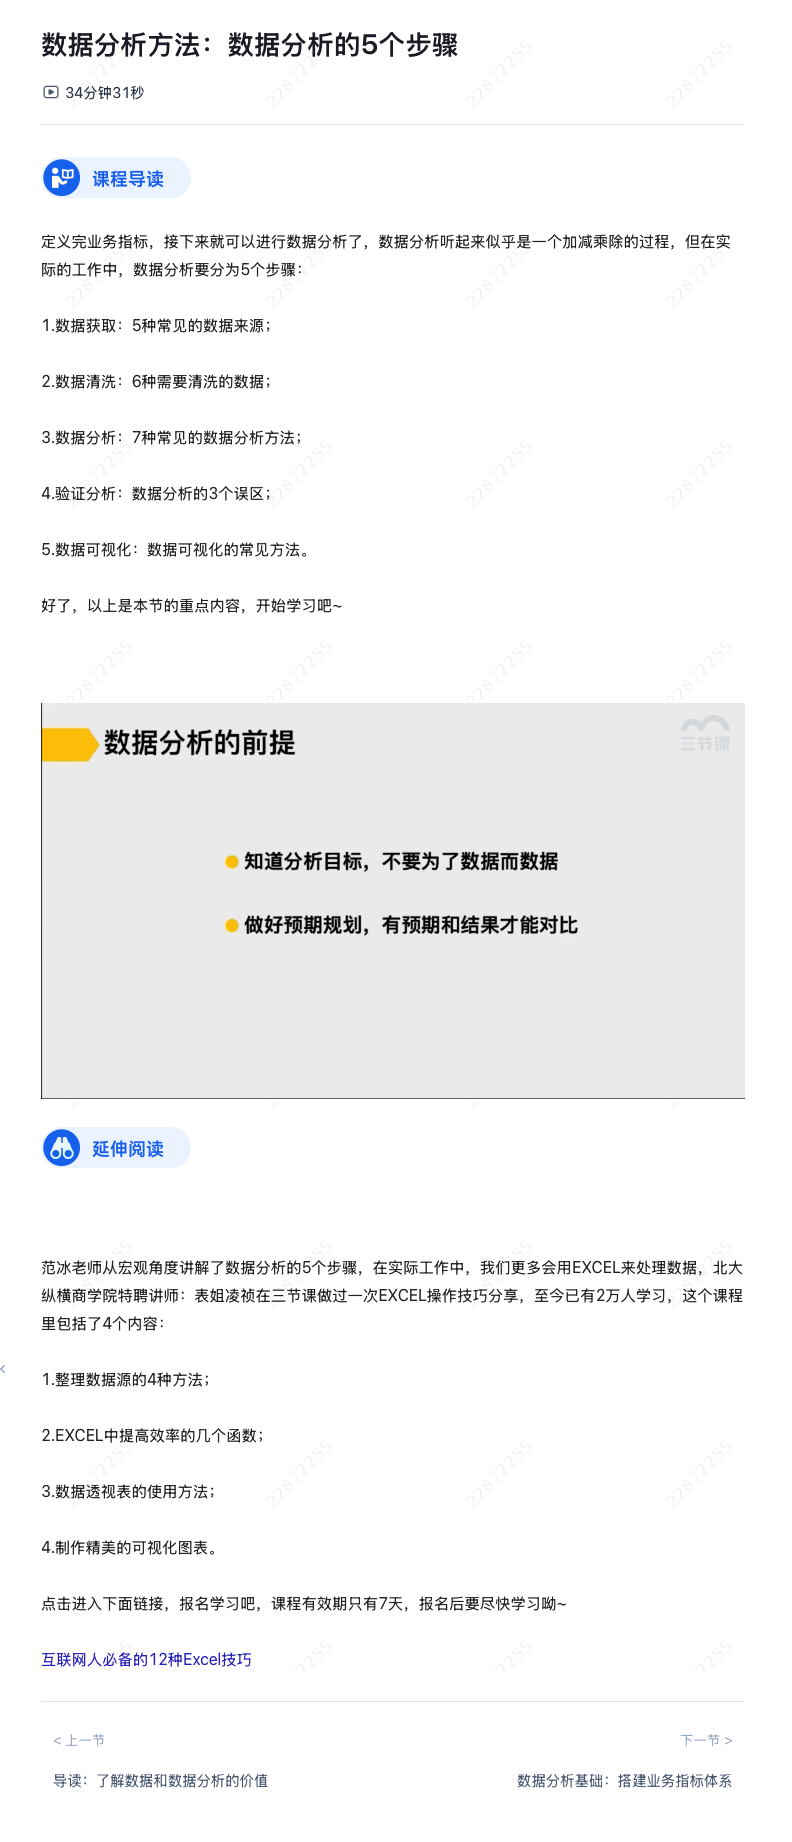 数据分析方法：数据分析的5个步骤
34分钟31秒
课程导读
定义完业务指标，接下来就可以进行数据分析了，数据分析听起来似乎是一个加减乘除的过程，但在实
际的工作中，数据分析要分为5个步骤：
1.数据获取：5种常见的数据来源；
2.数据清洗：6种需要清洗的数据；
3.数据分析：7种常见的数据分析方法；
4.验证分析：数据分析的3个误区；
5.数据可视化：数据可视化的常见方法。
好了，以上是本节的重点内容，开始学习吧~
数据分析的前提
三节课
知道分析目标，不要为了数据而数据
做好预期规划，有预期和结果才能对比
延伸阅读
范冰老师从宏观角度讲解了数据分析的5个步骤，在实际工作中，我们更多会用EXCEL来处理数据，北大
纵横商学院特聘讲师：表姐凌祯在三节课做过一次EXCEL操作技巧分享，至今已有2万人学习，这个课程
里包括了4个内容：
1.整理数据源的4种方法；
2.EXCEL中提高效率的几个函数；
3.数据透视表的使用方法；
4.制作精美的可视化图表。
点击进入下面链接，报名学习吧，课程有效期只有7天，报名后要尽快学习呦~
互联网人必备的12种Excel技巧
< 上一节
下一节 >
导读：了解数据和数据分析的价值
数据分析基础：搭建业务指标体系
22872255